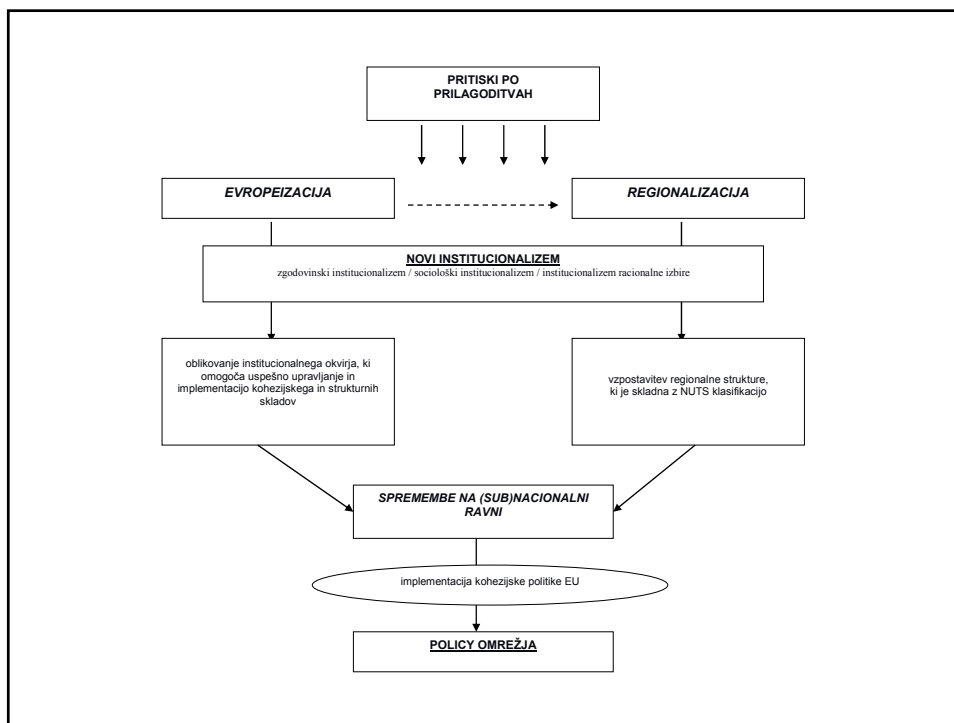 PRITISKI PO
PRILAGODITVAH
EVROPEIZACIJA
REGIONALIZACIJA
NOVI INSTITUCIONALIZEM
zgodovinski institucionalizem / sociološki institucionalizem / institucionalizem racionalne izbire
oblikovanje institucionalnega okvirja, ki
omogoča uspešno upravljanje in
implementacijo kohezijskega in strukturnih
skladov
vzpostavitev regionalne strukture,
ki je skladna z NUTS klasifikacijo
SPREMEMBE NA (SUB)NACIONALNI
RAVNI
implementacija kohezijske politike EU
POLICY OMREŽJA